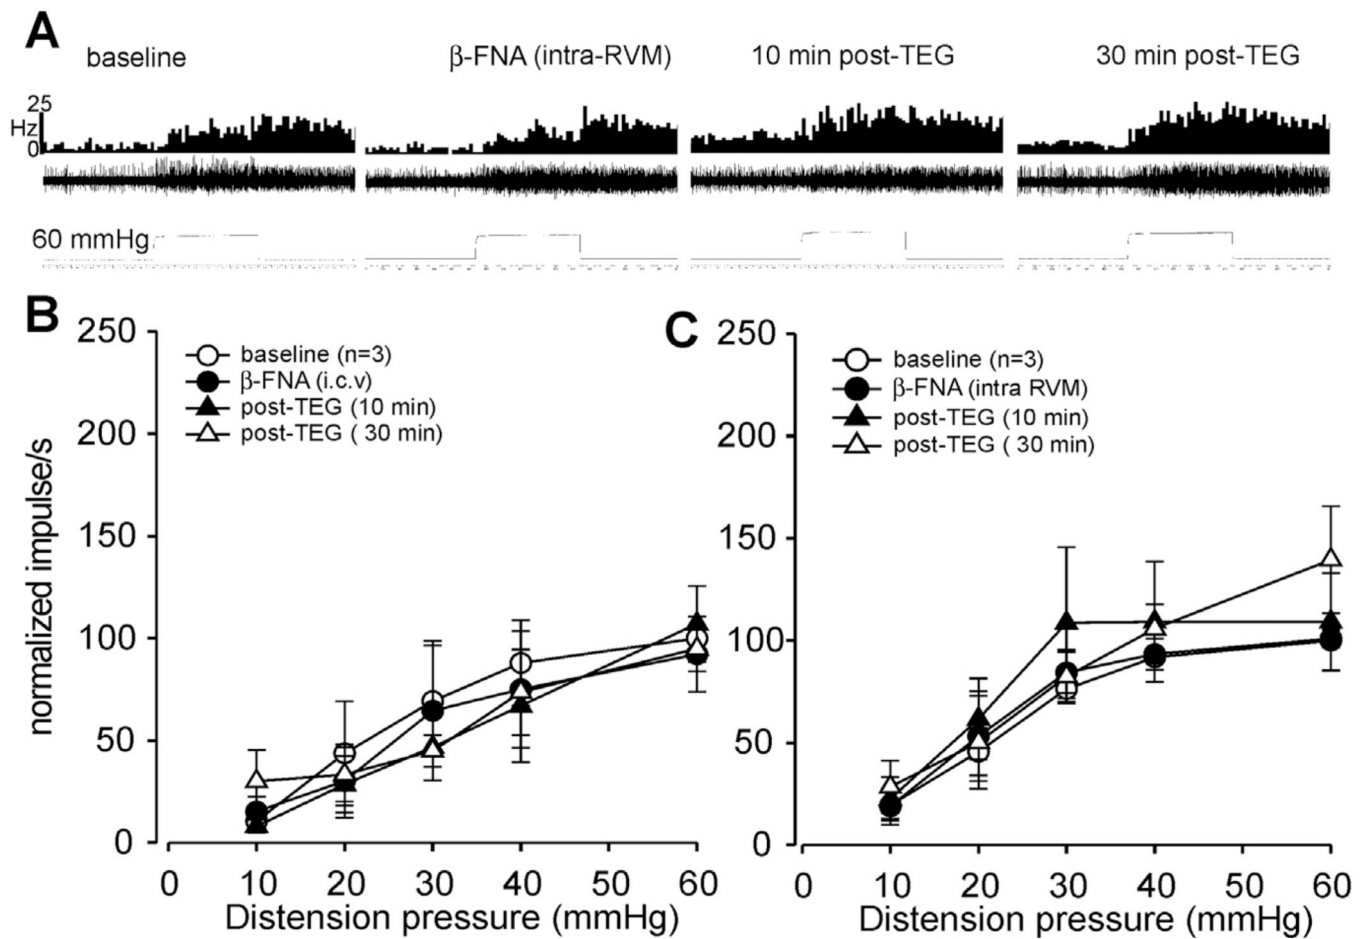 A
baseline
β-FNA (intra-RVM)
10 min post-TEG
30 min post-TEG
25
Hz
0
60 mmHg
B
250
200
150
100
50
0
normalized impulse/s
baseline (n=3)
β-FNA (i.c.v)
post-TEG (10 min)
post-TEG ( 30 min)
0 10 20 30 40 50 60
Distension pressure (mmHg)
C
250
200
150
100
50
0
baseline (n=3)
β-FNA (intra RVM)
post-TEG (10 min)
post-TEG ( 30 min)
0 10 20 30 40 50 60
Distension pressure (mmHg)